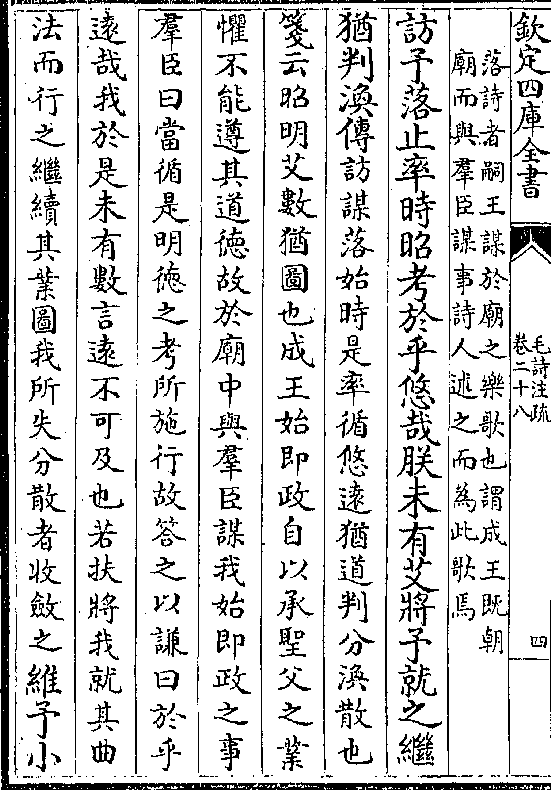 欽定四庫全書
毛詩注疏
卷二十八
四
落詩者嗣王謀於廟之樂歌也謂成王既朝
廟而與羣臣謀事詩人述之而為此歌焉
訪予落止率時昭考於乎悠哉朕未有艾將予就之繼
猶判渙傳訪謀落始時是率循悠遠猶道判分渙散也
箋云昭明艾數猶圖也成王始即政自以承聖父之業
懼不能遵其道徳故於廟中與羣臣謀我始即政之事
羣臣曰當循是明徳之考所施行故答之以謙曰於乎
逺哉我於是未有數言逺不可及也若扶將我就其曲
法而行之繼續其業圖我所失分散者收斂之維予小